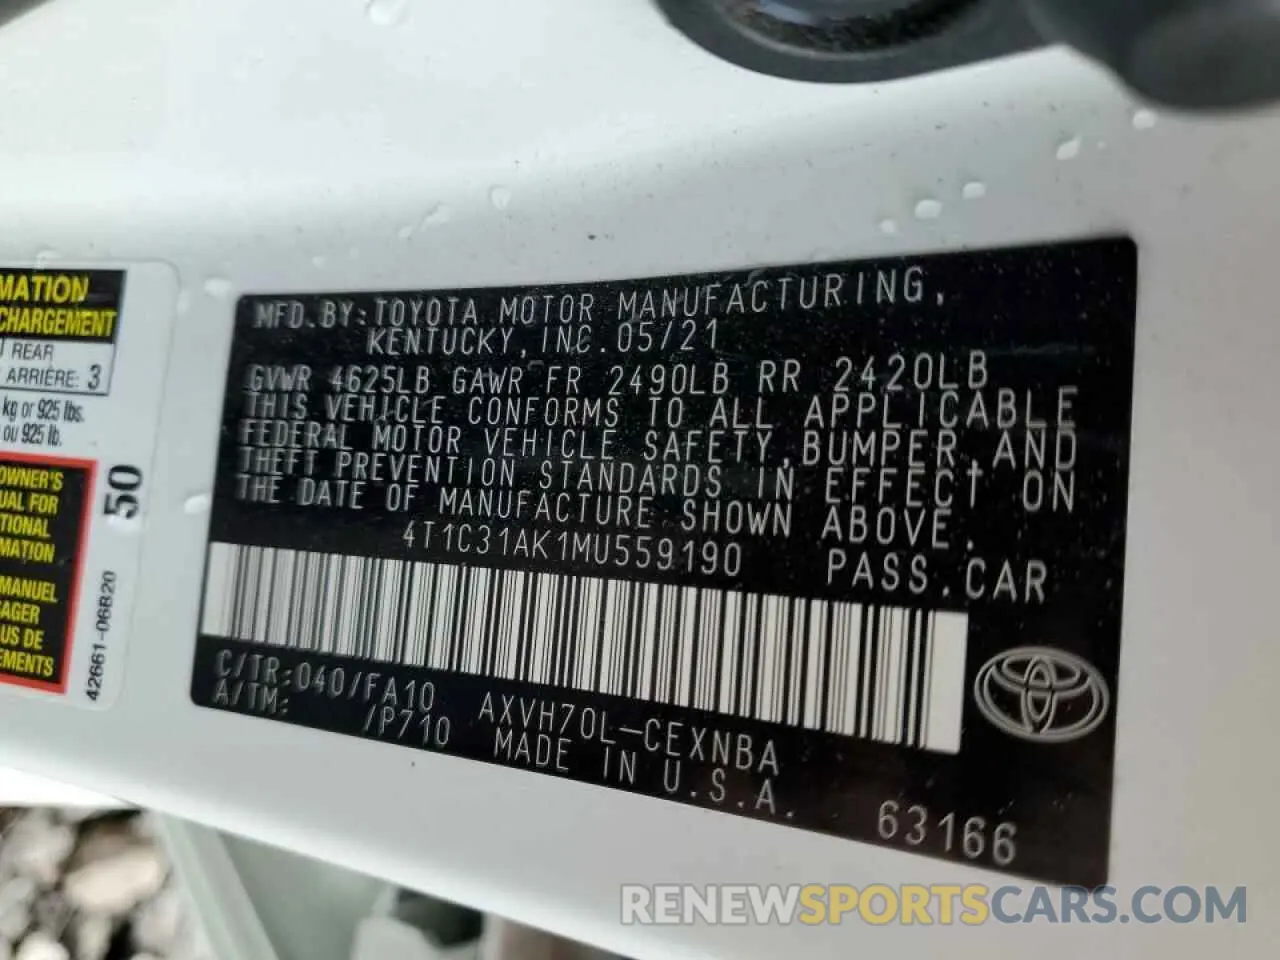 MATION
CHARGEMENT
REAR
ARRIÈRE: 3
kg or 925 lbs.
ou 925 lb.
OWNER'S
UAL FOR
TIONAL
MATION
MANUEL
AGER
US DE
EMENTS
50
42661-06B20
MFD. BY: TOYOTA MOTOR MANUFACTURING,
KENTUCKY, INC. 05/21
GVWR 4625LB GAWR FR 2490LB RR 2420LB
THIS VEHICLE CONFORMS TO ALL APPLICABLE
FEDERAL MOTOR VEHICLE SAFETY, BUMPER, AND
THEFT PREVENTION STANDARDS IN EFFECT ON
THE DATE OF MANUFACTURE SHOWN ABOVE.
4T1C31AK1MU559190 PASS.CAR
C/TR: 040/FA10 AXVH70L-CEXNBA
A/TM: /P710 MADE IN U.S.A.
63166
RENEWSPORTSCARS.COM